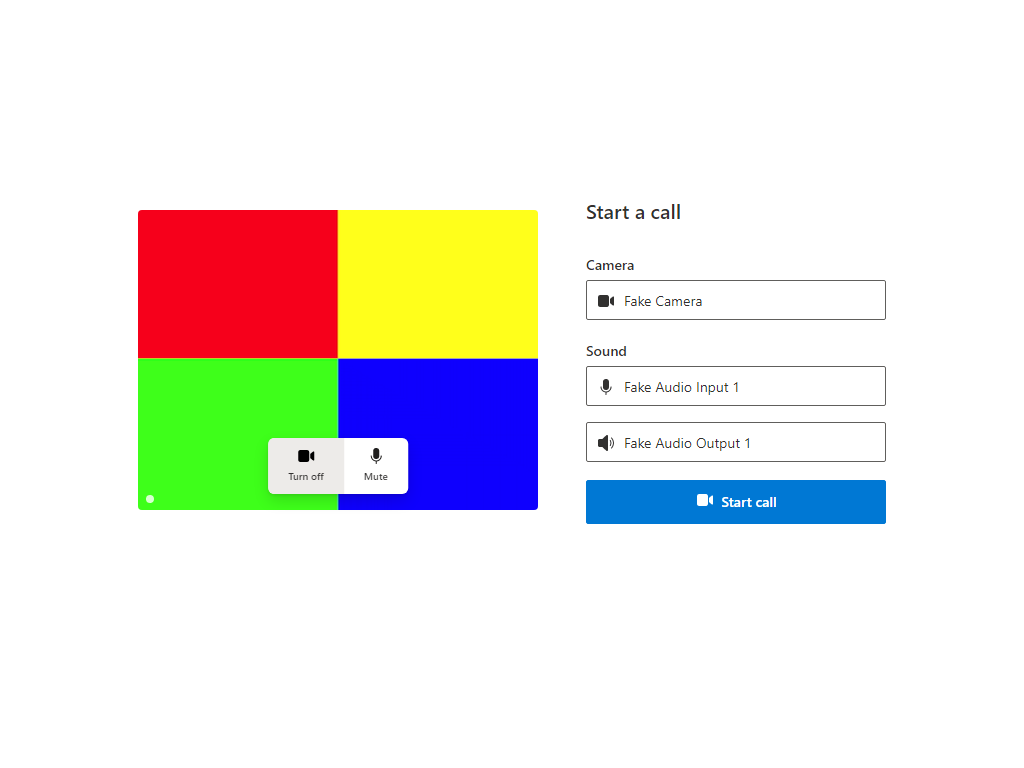 Start a call
Camera
Fake Camera
Sound
Fake Audio Input 1
Fake Audio Output 1
Start call
Turn off
Mute